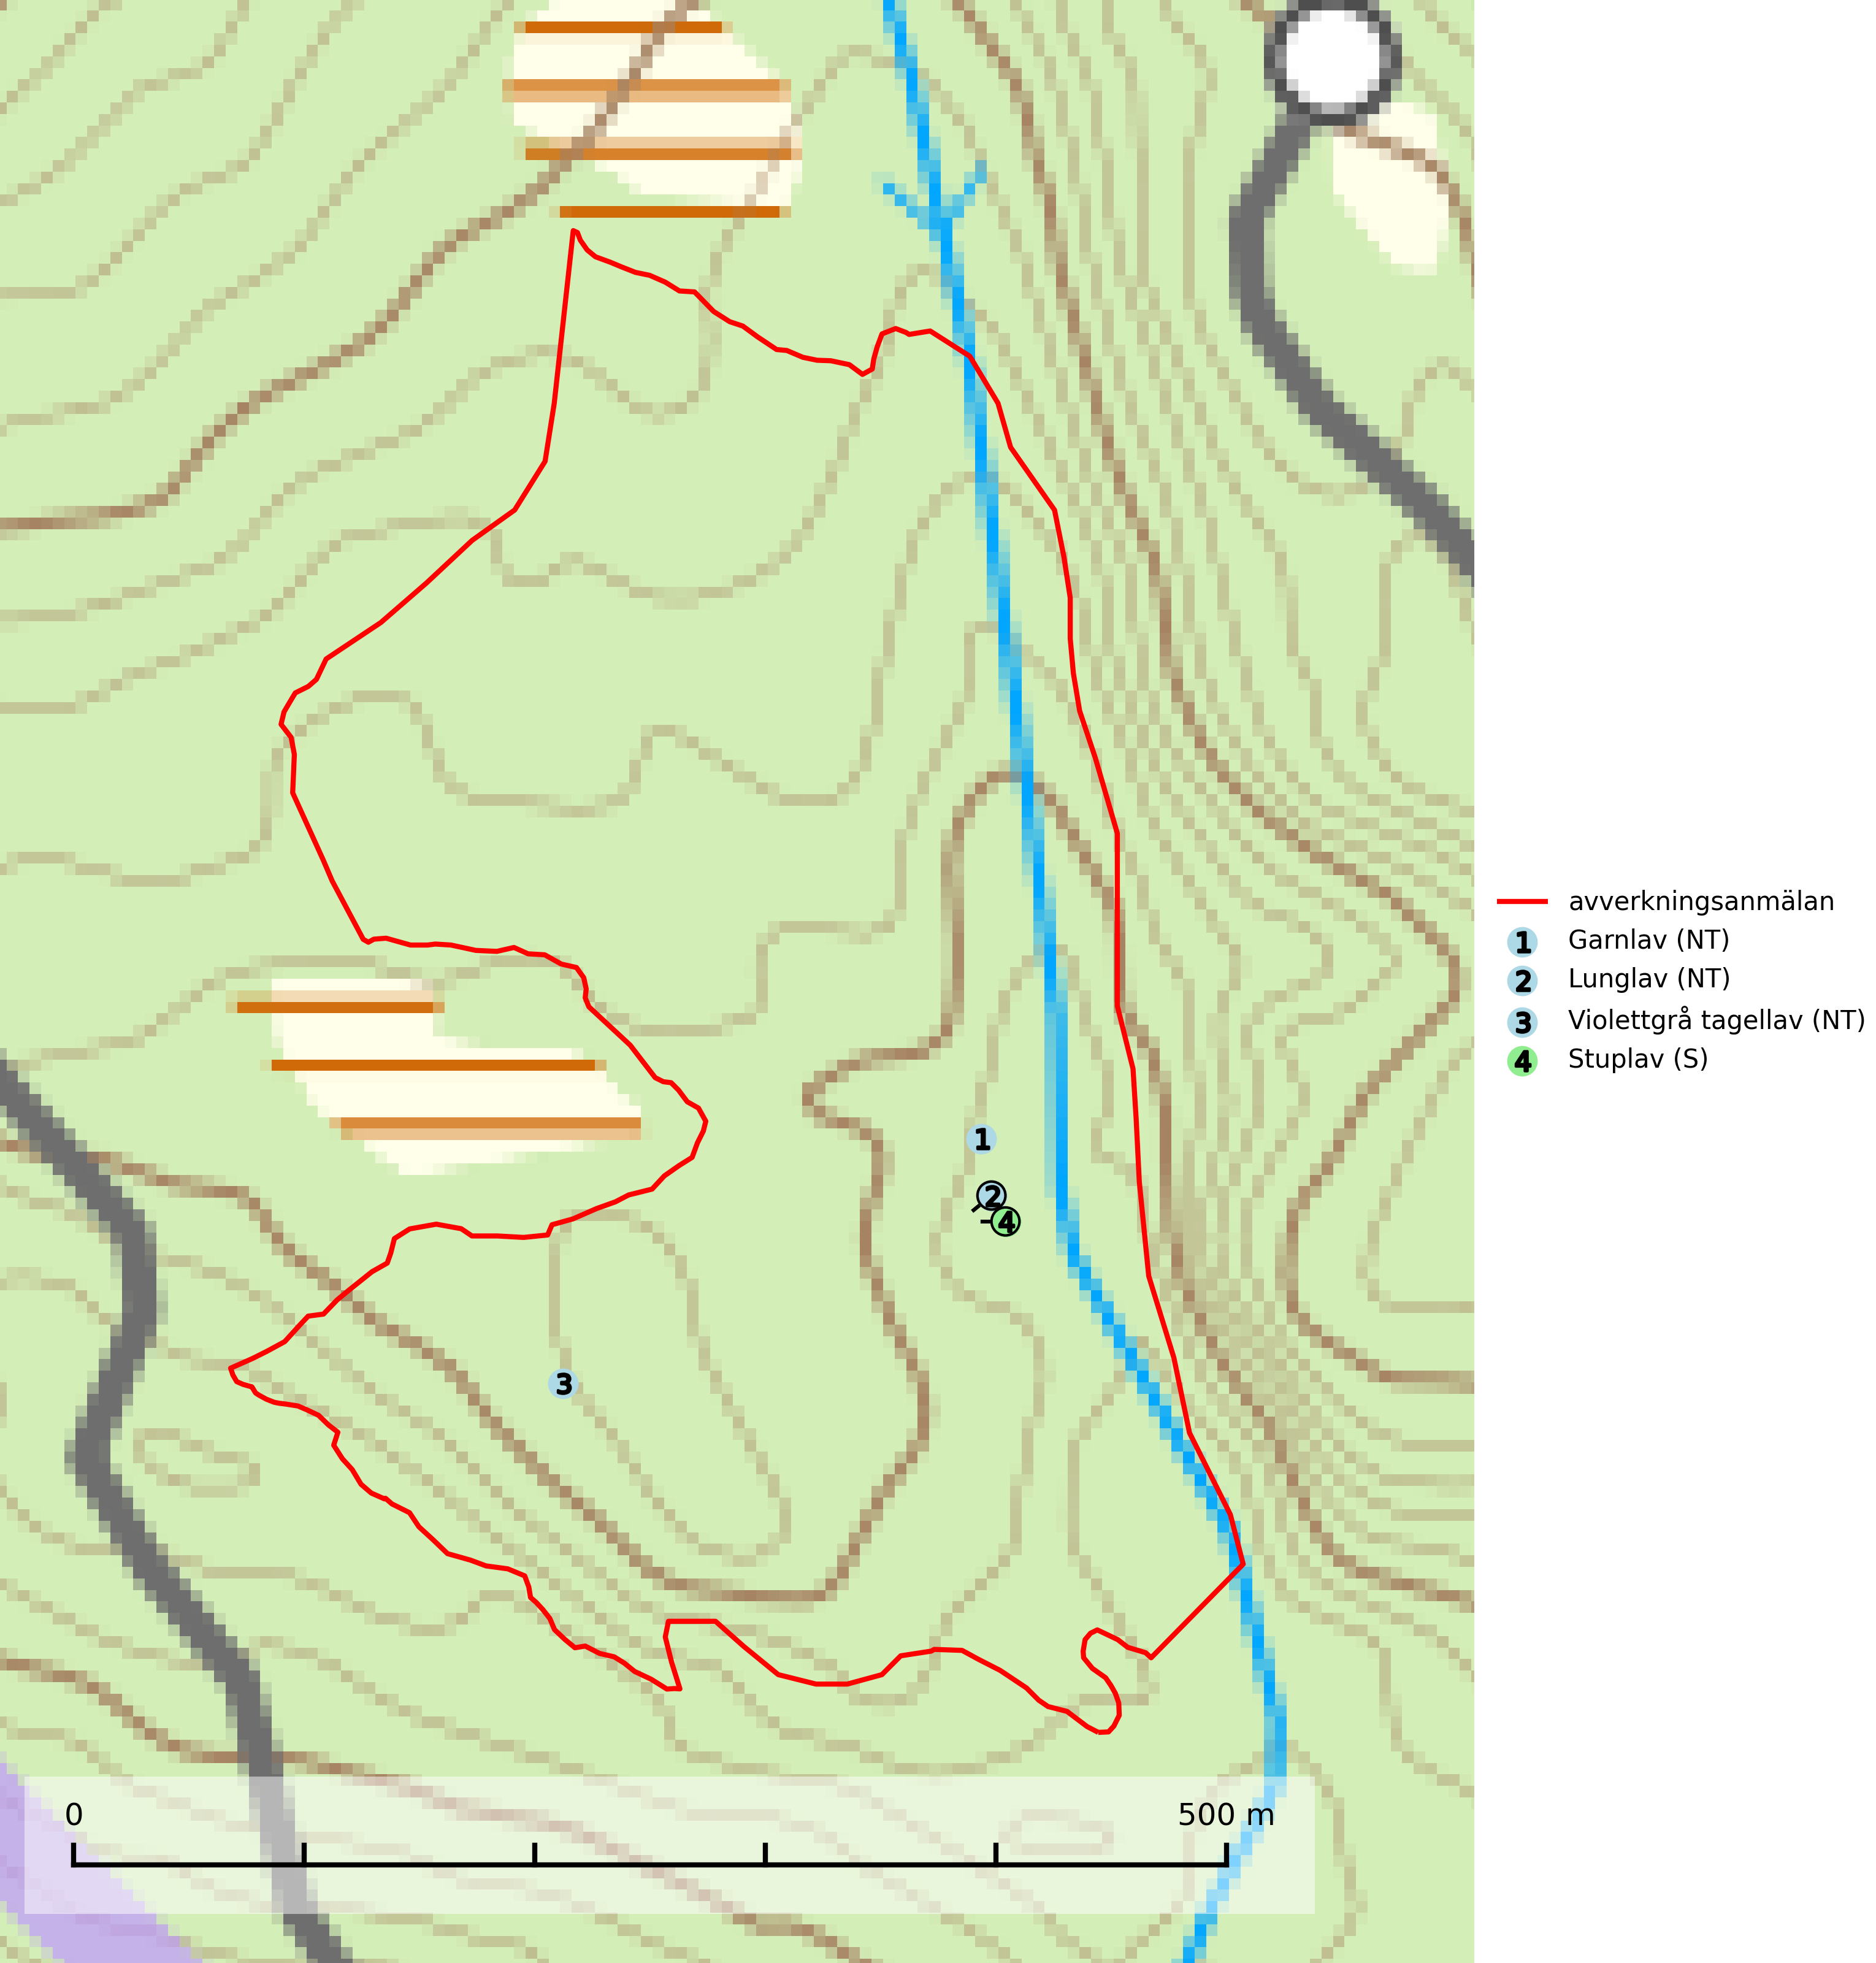 1
2
4
3
0
500 m
avverkningsanmälan
1 Garnlav (NT)
2 Lunglav (NT)
3 Violettgrå tagellav (NT)
4 Stuplav (S)